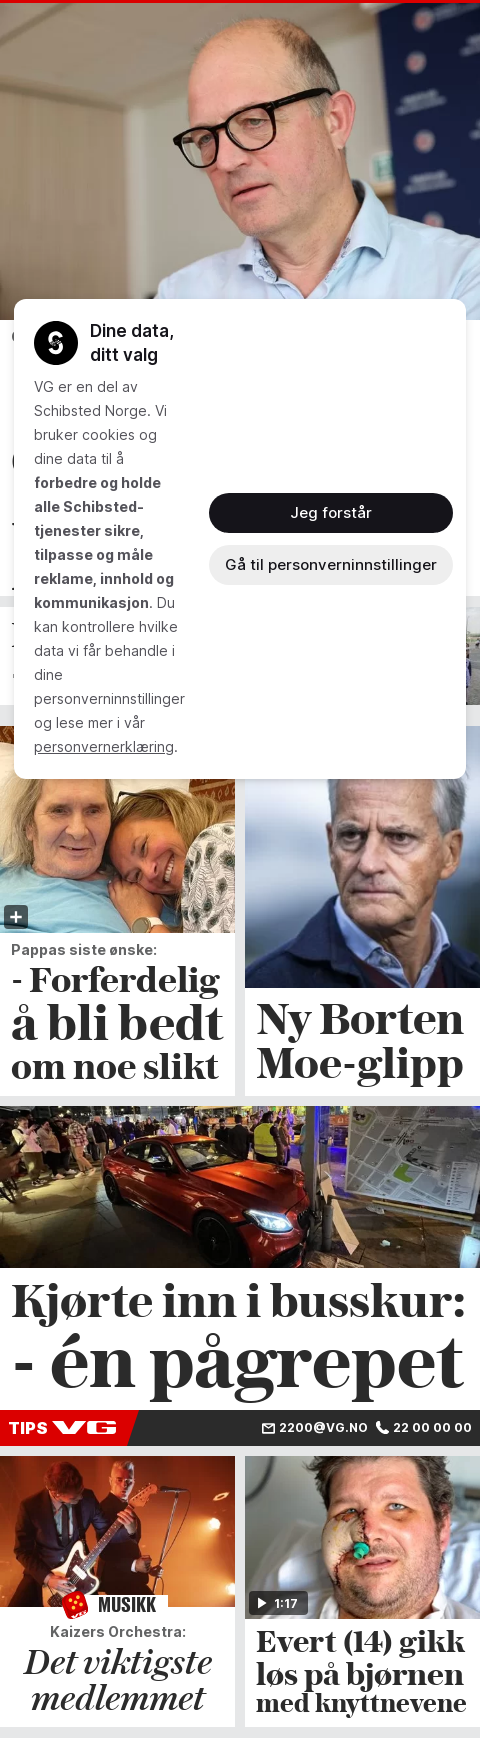 Dine data,
ditt valg
VG er en del av
Schibsted Norge. Vi
bruker cookies og
dine data til å
forbedre og holde
alle Schibsted-
tjenester sikre,
tilpasse og måle
reklame, innhold og
kommunikasjon. Du
kan kontrollere hvilke
data vi får behandle i
dine
personverninnstillinger
og lese mer i vår
personvernerklæring.
Jeg forstår
Gå til personverninnstillinger
Pappas siste ønske:
- Forferdelig
å bli bedt
om noe slikt
Ny Borten
Moe-glipp
Kjørte inn i busskur:
- én pågrepet
TIPS VG 2200@VG.NO 22 00 00 00
MUSIKK
Kaizers Orchestra:
Det viktigste
medlemmet
1:17
Evert (14) gikk
løs på bjørnen
med knyttnevene